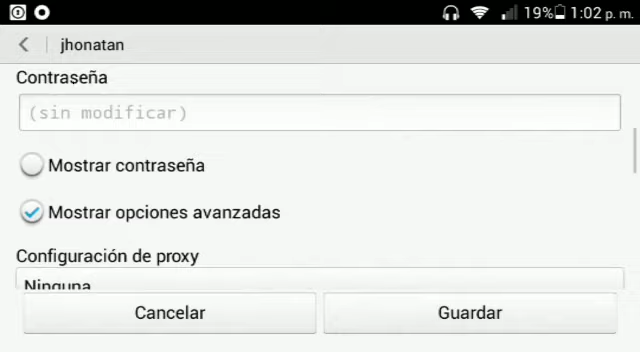 19% 1:02 p. m.
jhonatan
Contraseña
(sin modificar)
Mostrar contraseña
Mostrar opciones avanzadas
Configuración de proxy
Ninguna
Cancelar Guardar